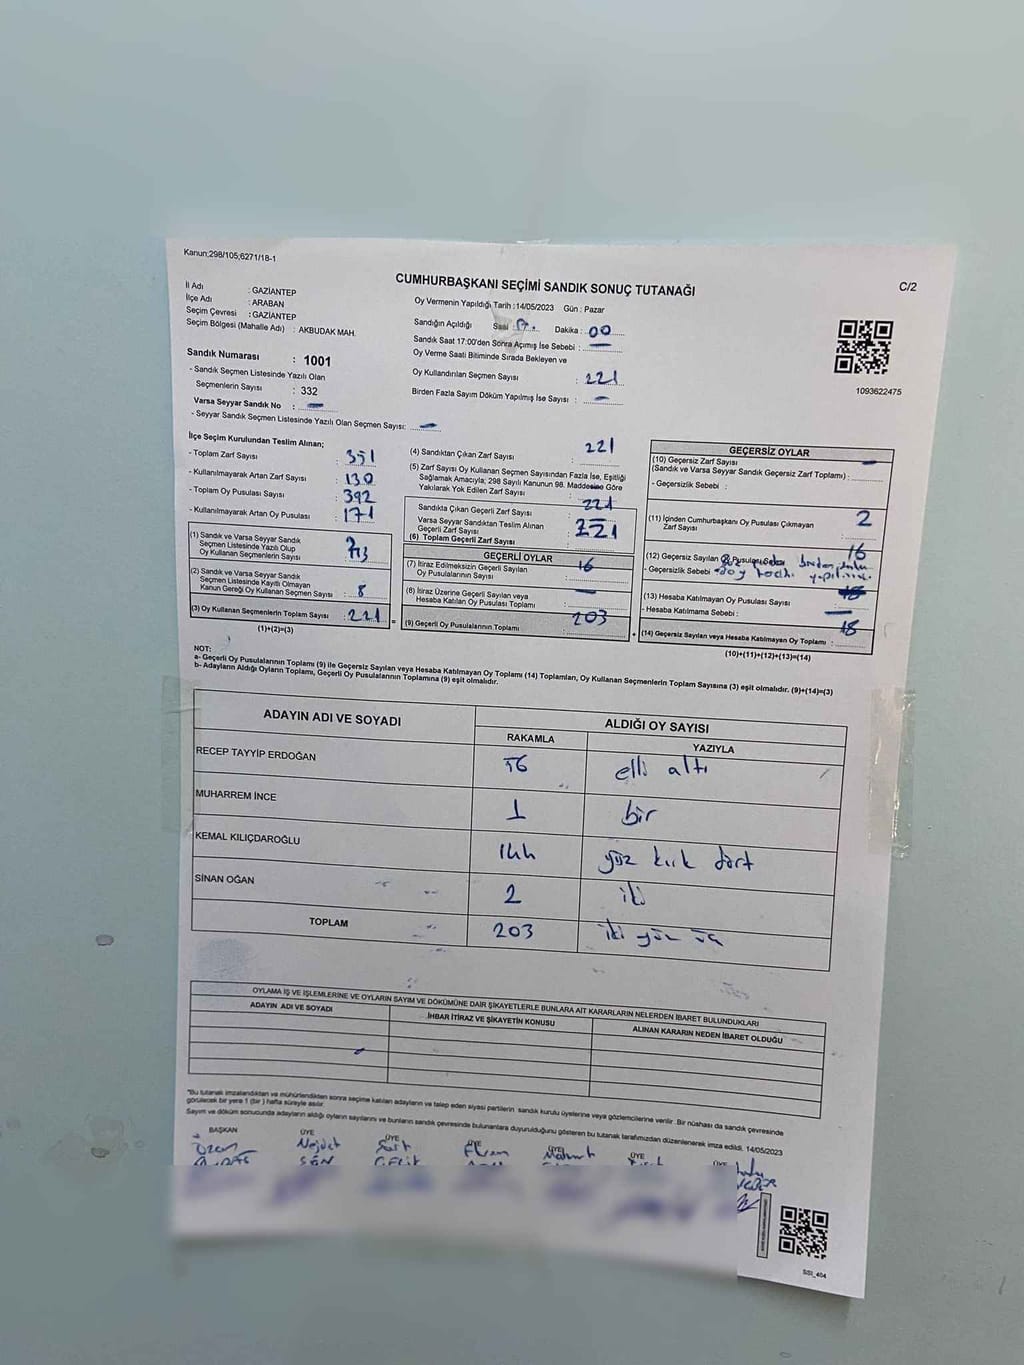 Kanun;298/105;6271/18-1
C/2
CUMHURBAŞKANI SEÇİMİ SANDIK SONUÇ TUTANAĞI
İl Adı : GAZİANTEP
İlçe Adı : ARABAN
Seçim Çevresi : GAZİANTEP
Seçim Bölgesi (Mahalle Adı) : AKBUDAK MAH.
Sandık Numarası : 1001
- Sandık Seçmen Listesinde Yazılı Olan
Seçmenlerin Sayısı : 332
Varsa Seyyar Sandık No : —
- Seyyar Sandık Seçmen Listesinde Yazılı Olan Seçmen Sayısı: —
Oy Vermenin Yapıldığı Tarih :14/05/2023 Gün : Pazar
Sandığın Açıldığı Saat : Dakika : 00
Sandık Saat 17:00'den Sonra Açımış İse Sebebi : —
Oy Verme Saati Bitiminde Sırada Bekleyen ve
Oy Kullandırılan Seçmen Sayısı : 221
Birden Fazla Sayım Döküm Yapılmış İse Sayısı : —
1093622475
İlçe Seçim Kurulundan Teslim Alınan;
- Toplam Zarf Sayısı : 351
- Kullanılmayarak Artan Zarf Sayısı : 130
- Toplam Oy Pusulası Sayısı : 392
- Kullanılmayarak Artan Oy Pusulası : 171
(1) Sandık ve Varsa Seyyar Sandık
Seçmen Listesinde Yazılı Olup
Oy Kullanan Seçmenlerin Sayısı :
(2) Sandık ve Varsa Seyyar Sandık
Seçmen Listesinde Kayıtlı Olmayan
Kanun Gereği Oy Kullanan Seçmen Sayısı : 8
(3) Oy Kullanan Seçmenlerin Toplam Sayısı : 221
(1)+(2)=(3)
(4) Sandıktan Çıkan Zarf Sayısı : 221
(5) Zarf Sayısı Oy Kullanan Seçmen Sayısından Fazla İse, Eşitliği
Sağlamak Amacıyla; 298 Sayılı Kanunun 98. Maddesine Göre
Yakılarak Yok Edilen Zarf Sayısı :
Sandıkta Çıkan Geçerli Zarf Sayısı : 221
Varsa Seyyar Sandıktan Teslim Alınan
Geçerli Zarf Sayısı :
(6) Toplam Geçerli Zarf Sayısı : 221
GEÇERLİ OYLAR
(7) İtiraz Edilmeksizin Geçerli Sayılan
Oy Pusulalarının Sayısı : 16
(8) İtiraz Üzerine Geçerli Sayılan veya
Hesaba Katılan Oy Pusulası Toplamı : —
(9) Geçerli Oy Pusulalarının Toplamı : 203
GEÇERSİZ OYLAR
(10) Geçersiz Zarf Sayısı
(Sandık ve Varsa Seyyar Sandık Geçersiz Zarf Toplamı) : —
- Geçersizlik Sebebi :
(11) İçinden Cumhurbaşkanı Oy Pusulası Çıkmayan
Zarf Sayısı : 2
(12) Geçersiz Sayılan Oy Pusulası Sayısı 16
- Geçersizlik Sebebi
(13) Hesaba Katılmayan Oy Pusulası Sayısı
- Hesaba Katılmama Sebebi : —
(14) Geçersiz Sayılan veya Hesaba Katılmayan Oy Toplamı : 18
(10)+(11)+(12)+(13)=(14)
NOT:
a- Geçerli Oy Pusulalarının Toplamı (9) ile Geçersiz Sayılan veya Hesaba Katılmayan Oy Toplamı (14) Toplamları, Oy Kullanan Seçmenlerin Toplam Sayısına (3) eşit olmalıdır. (9)+(14)=(3)
b- Adayların Aldığı Oyların Toplamı, Geçerli Oy Pusulalarının Toplamına (9) eşit olmalıdır.
ADAYIN ADI VE SOYADI ALDIĞI OY SAYISI
RAKAMLA YAZIYLA
RECEP TAYYİP ERDOĞAN 56 elli altı
MUHARREM İNCE 1 bir
KEMAL KILIÇDAROĞLU 144 yüz kırk dört
SİNAN OĞAN 2 iki
TOPLAM 203 iki yüz üç
OYLAMA İŞ VE İŞLEMLERİNE VE OYLARIN SAYIM VE DÖKÜMÜNE DAİR ŞİKAYETLERLE BUNLARA AİT KARARLARIN NELERDEN İBARET BULUNDUKLARI
ADAYIN ADI VE SOYADI İHBAR İTİRAZ VE ŞİKAYETİN KONUSU ALINAN KARARIN NEDEN İBARET OLDUĞU
*Bu tutanak imzalandıktan ve mühürlendikten sonra seçime katılan adayların ve talep eden siyasi partilerin sandık kurulu üyelerine veya gözlemcilerine verilir. Bir nüshası da sandık çevresinde
görülecek bir yere 1 (bir) hafta süreyle asılır.
Sayım ve döküm sonucunda adayların aldığı oyların sayılarını ve bunların sandık çevresinde bulunanlara duyurulduğunu gösteren bu tutanak tarafımızdan düzenlenerek imza edildi. 14/05/2023
BAŞKAN ÜYE ÜYE ÜYE ÜYE ÜYE ÜYE
Nejdet
SSI_404